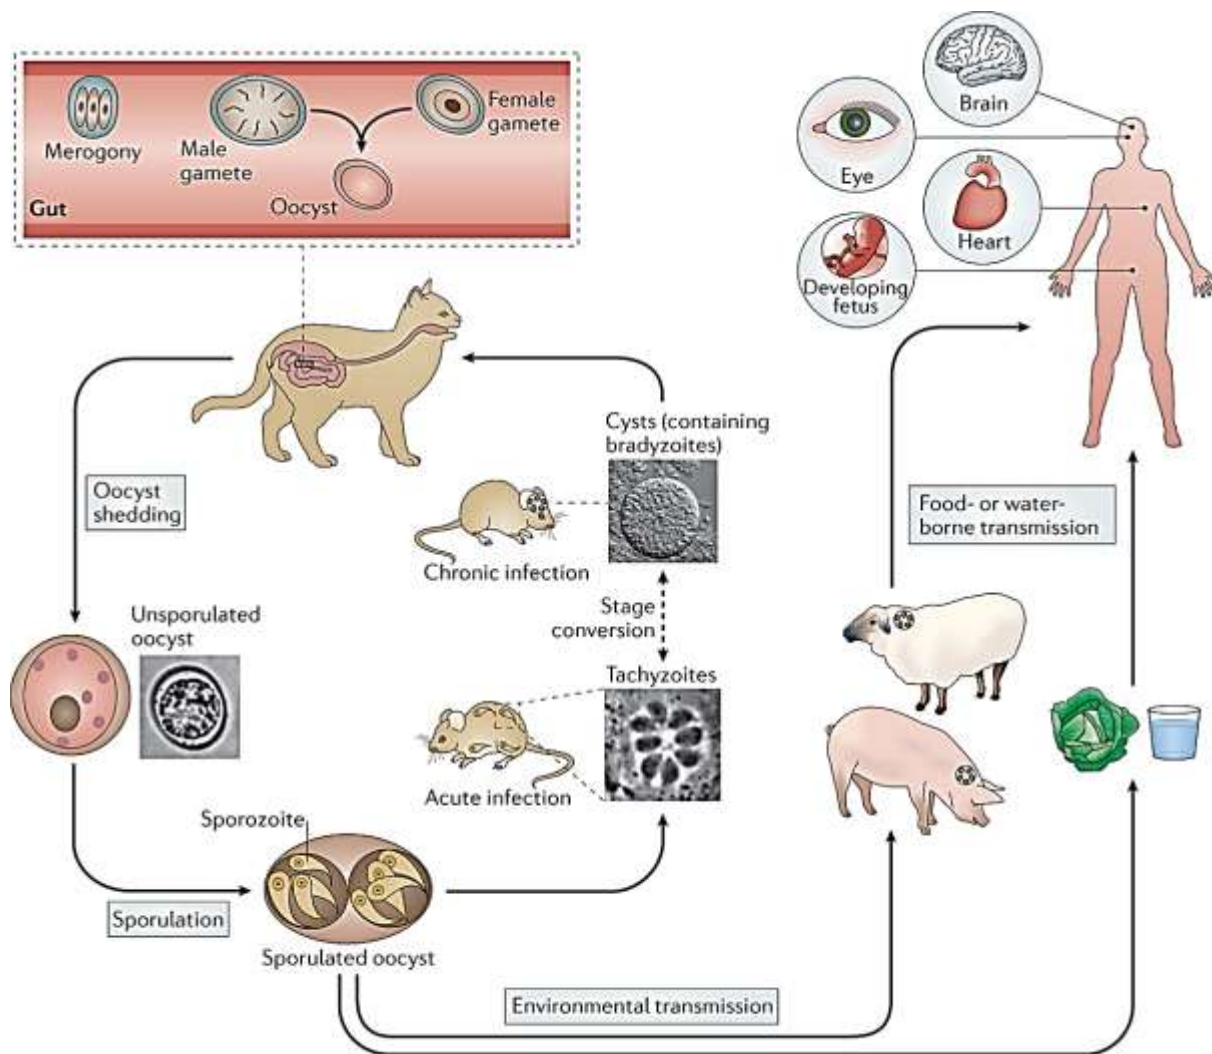 Merogony
Male
gamete
Female
gamete
Oocyst
Gut
Brain
Eye
Heart
Developing
fetus
Oocyst
shedding
Cysts (containing
bradyzoites)
Chronic infection
Stage
conversion
Tachyzoites
Acute infection
Unsporulated
oocyst
Sporozoite
Sporulation
Sporulated oocyst
Food- or water-
borne transmission
Environmental transmission